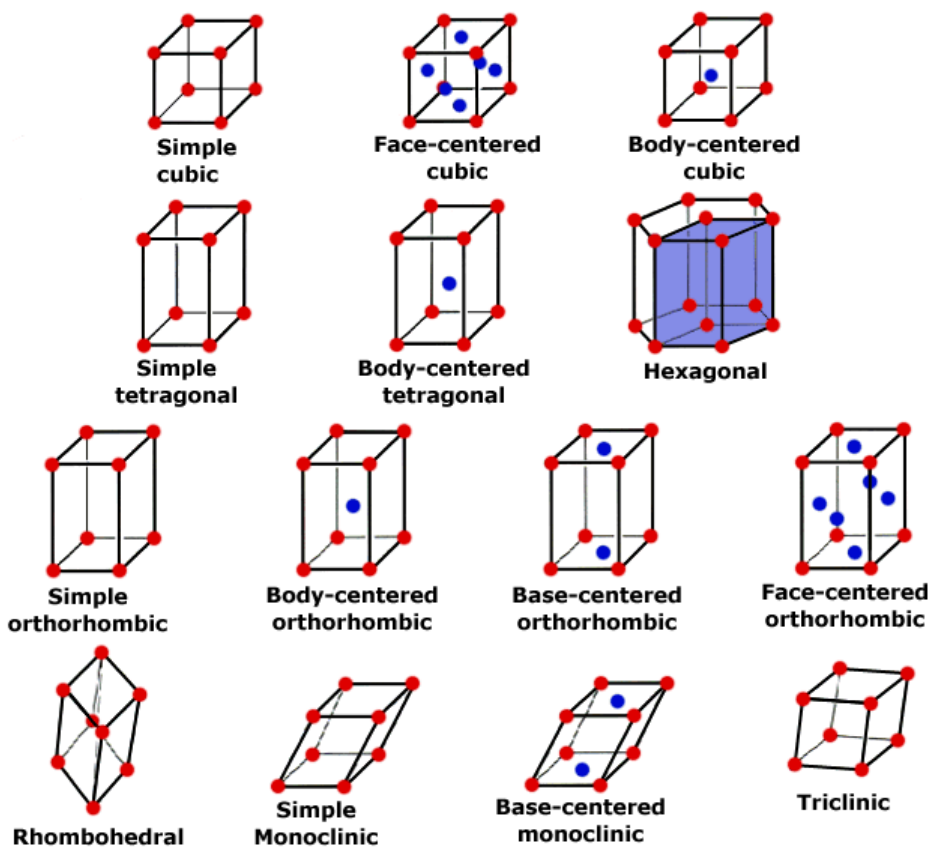 Simple
cubic
Face-centered
cubic
Body-centered
cubic
Simple
tetragonal
Body-centered
tetragonal
Hexagonal
Simple
orthorhombic
Body-centered
orthorhombic
Base-centered
orthorhombic
Face-centered
orthorhombic
Rhombohedral
Simple
Monoclinic
Base-centered
monoclinic
Triclinic